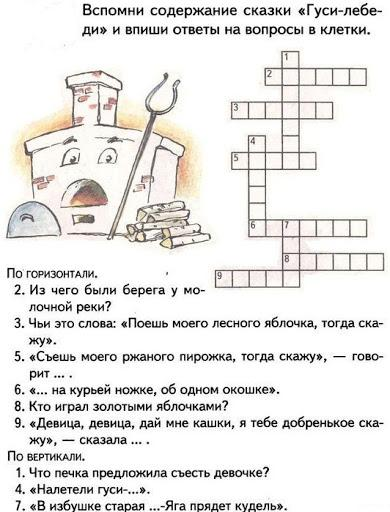 Вспомни содержание сказки «Гуси-лебе-
ди» и впиши ответы на вопросы в клетки.
1
2
3
4
5
6 7
8
9
По горизонтали.
2. Из чего были берега у мо-
лочной реки?
3. Чьи это слова: «Поешь моего лесного яблочка, тогда ска-
жу».
5. «Съешь моего ржаного пирожка, тогда скажу», — гово-
рит ... .
6. «... на курьей ножке, об одном окошке».
8. Кто играл золотыми яблочками?
9. «Девица, девица, дай мне кашки, я тебе добренькое ска-
жу», — сказала ... .
По вертикали.
1. Что печка предложила съесть девочке?
4. «Налетели гуси-...».
7. «В избушке старая ...-Яга прядет кудель».